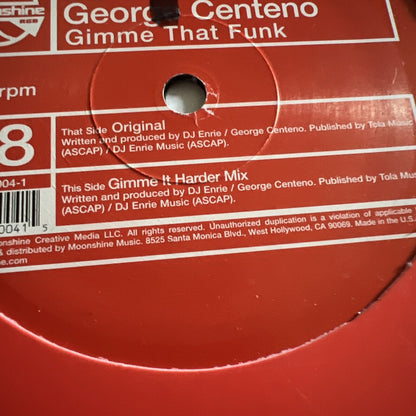 George Centeno
Gimme That Funk
rpm
8
That Side Original
Written and produced by DJ Enrie / George Centeno. Published by Tola Music
(ASCAP) / DJ Enrie Music (ASCAP).
904-1
This Side Gimme It Harder Mix
Written and produced by DJ Enrie / George Centeno. Published by Tola
(ASCAP) / DJ Enrie Music (ASCAP).
0041 5
onshine Creative Media LLC. All rights reserved. Unauthorized duplication is a violation of applicable
& distributed by Moonshine Music. 8525 Santa Monica Blvd., West Hollywood, CA 90069. Made in the U.S.
ne.com